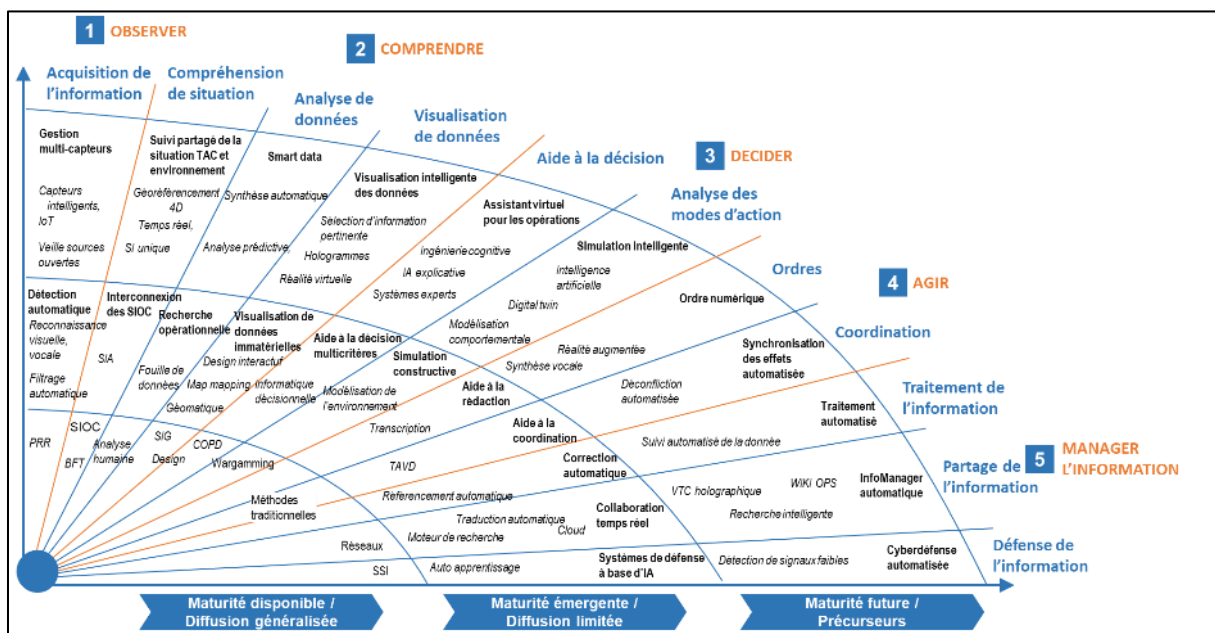 1 OBSERVER
2 COMPRENDRE
Acquisition de
l'information
Compréhension
de situation
Analyse de
données
Visualisation
de données
Aide à la décision
3 DECIDER
Analyse des
modes d'action
Ordres
4 AGIR
Coordination
Traitement de
l'information
Partage de
l'information
5 MANAGER
L'INFORMATION
Défense de
l'information
Gestion
multi-capteurs
Capteurs
intelligents,
IoT
Veille sources
ouvertes
Suivi partagé de la
situation TAC et
environnement
Géoréférencement
4D
Temps réel,
SI unique
Smart data
Synthèse automatique
Analyse prédictive,
Visualisation intelligente
des données
Sélection d'information
pertinente
Hologrammes
Réalité virtuelle
Assistant virtuel
pour les opérations
Ingénierie cognitive
IA explicative
Systèmes experts
Simulation Intelligente
Intelligence
artificielle
Digital twin
Modélisation
comportementale
Ordre numérique
Réalité augmentée
Synthèse vocale
Synchronisation
des effets
automatisée
Déconfliction
automatisée
Traitement
automatisé
Suivi automatisé de la donnée
InfoManager
automatique
WiKi OPS
VTC holographique
Recherche intelligente
Cyberdéfense
automatisée
Détection de signaux faibles
Détection
automatique
Reconnaissance
visuelle,
vocale
Filtrage
automatique
Interconnexion
des SIOC
SIA
Recherche
opérationnelle
Fouille de
données
Visualisation de
données
immatérielles
Design interactif
Map mapping
Géomatique
Aide à la décision
multicritères
Informatique
décisionnelle
Simulation
constructive
Modélisation de
l'environnement
Aide à la
rédaction
Transcription
Aide à la
coordination
TAVD
Correction
automatique
Référencement automatique
Collaboration
temps réel
Traduction automatique
Cloud
Moteur de recherche
Systèmes de défense
à base d'IA
Auto apprentissage
PRR
SIOC
BFT
Analyse
humaine
SIG
Design
COPD
Wargamming
Méthodes
traditionnelles
Réseaux
SSI
Maturité disponible /
Diffusion généralisée
Maturité émergente /
Diffusion limitée
Maturité future /
Précurseurs